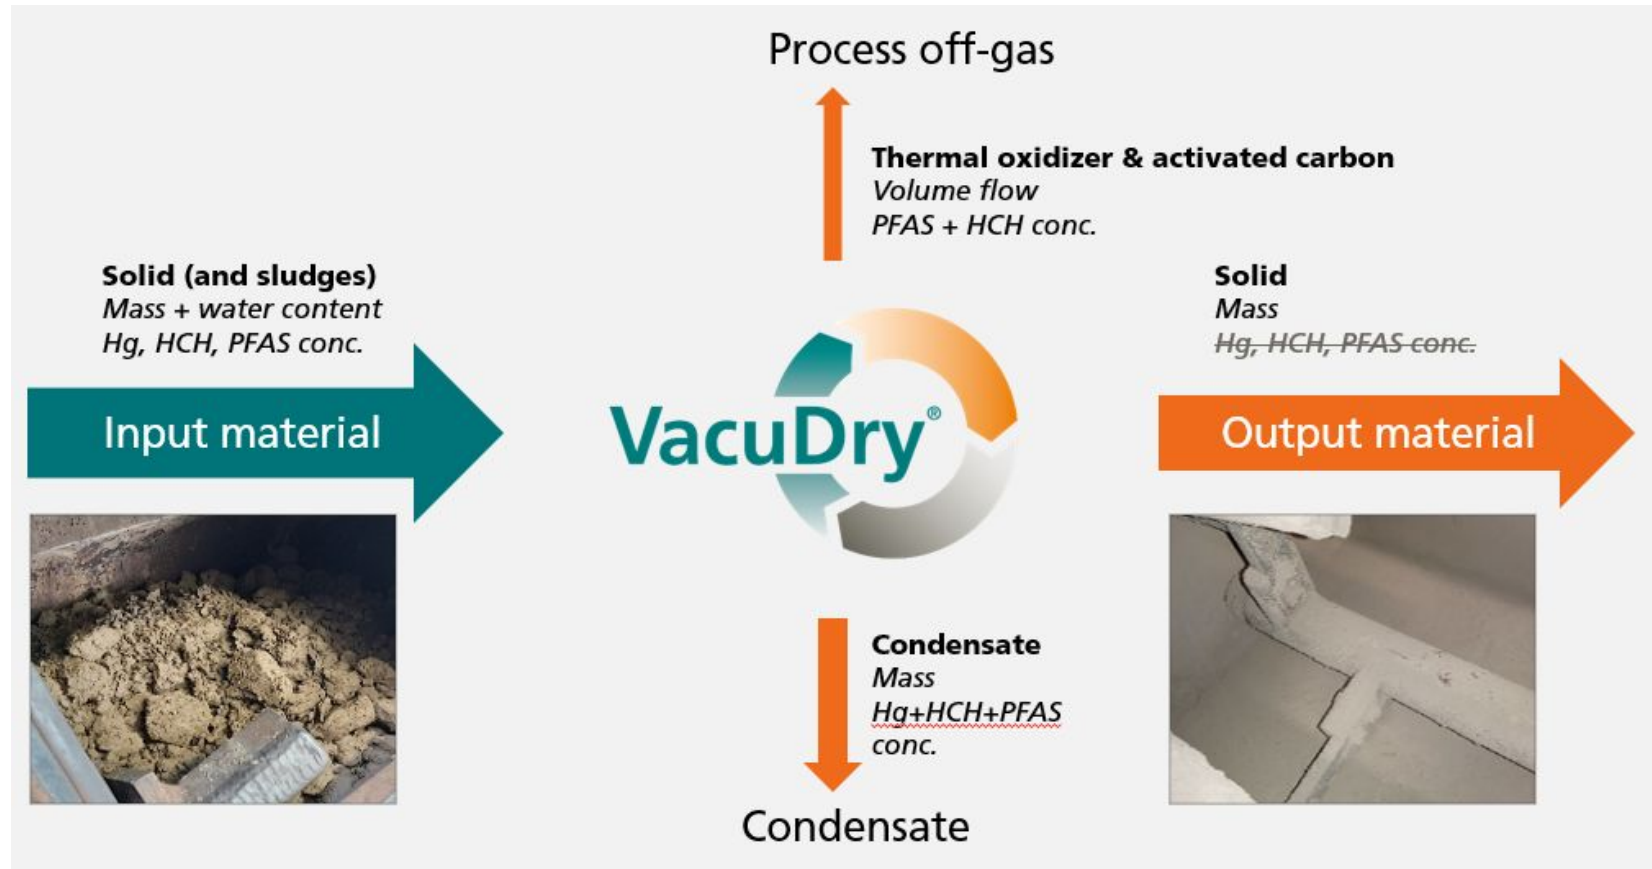 Process off-gas
Thermal oxidizer & activated carbon
Volume flow
PFAS + HCH conc.
Solid (and sludges)
Mass + water content
Hg, HCH, PFAS conc.
Input material
VacuDry®
Solid
Mass
Hg, HCH, PFAS conc.
Output material
Condensate
Mass
Hg+HCH+PFAS
conc.
Condensate